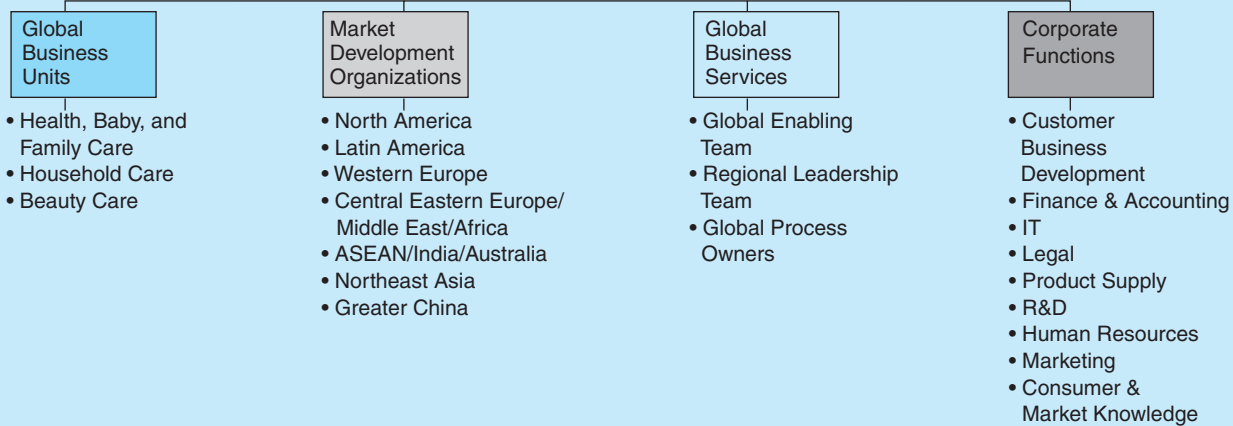 Global
Business
Units
• Health, Baby, and
Family Care
• Household Care
• Beauty Care
Market
Development
Organizations
• North America
• Latin America
• Western Europe
• Central Eastern Europe/
Middle East/Africa
• ASEAN/India/Australia
• Northeast Asia
• Greater China
Global
Business
Services
• Global Enabling
Team
• Regional Leadership
Team
• Global Process
Owners
Corporate
Functions
• Customer
Business
Development
• Finance & Accounting
• IT
• Legal
• Product Supply
• R&D
• Human Resources
• Marketing
• Consumer &
Market Knowledge